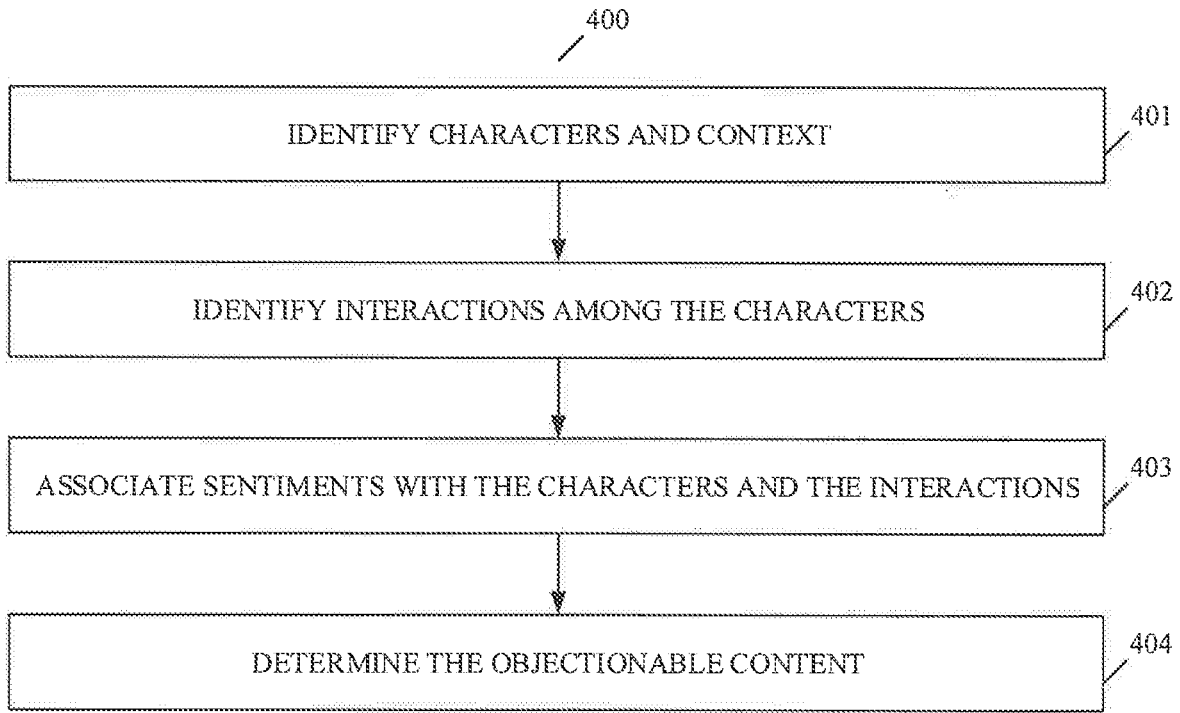 400
IDENTIFY CHARACTERS AND CONTEXT
401
IDENTIFY INTERACTIONS AMONG THE CHARACTERS
402
ASSOCIATE SENTIMENTS WITH THE CHARACTERS AND THE INTERACTIONS
403
DETERMINE THE OBJECTIONABLE CONTENT
404